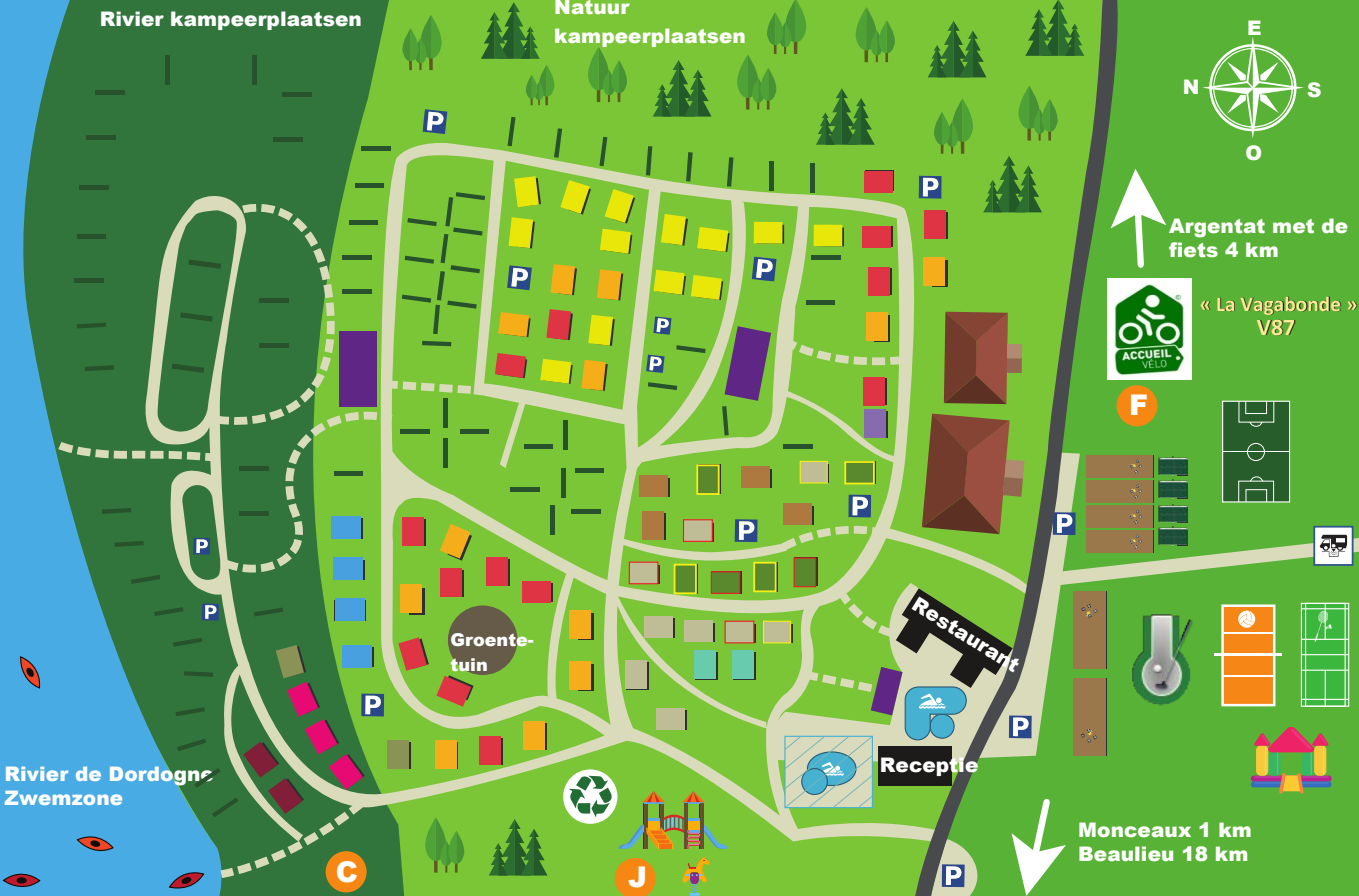 Rivier kampeerplaatsen
Natuur
kampeerplaatsen
E
N
S
O
P
P
Argentat met de
fiets 4 km
P
P
« La Vagabonde »
V87
ACCUEIL
VÉLO
®
P
P
F
P
P
P
P
P
Groente-
tuin
Restaurant
P
P
Rivier de Dordogne
Zwemzone
Receptie
Monceaux 1 km
Beaulieu 18 km
C
J
P